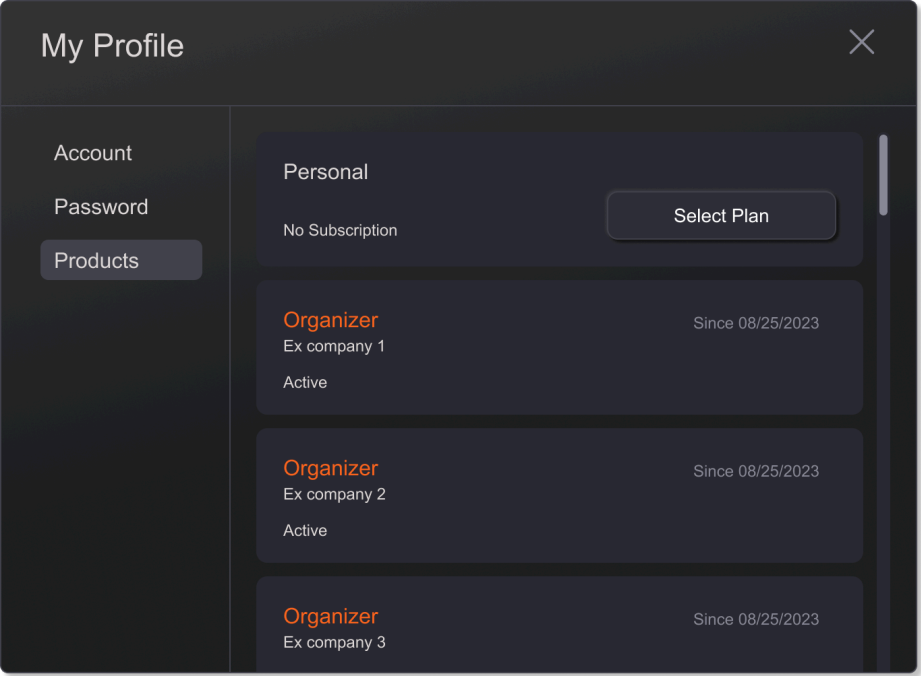 My Profile
Account
Password
Products
Personal
No Subscription
Select Plan
Organizer
Since 08/25/2023
Ex company 1
Active
Organizer
Since 08/25/2023
Ex company 2
Active
Organizer
Since 08/25/2023
Ex company 3